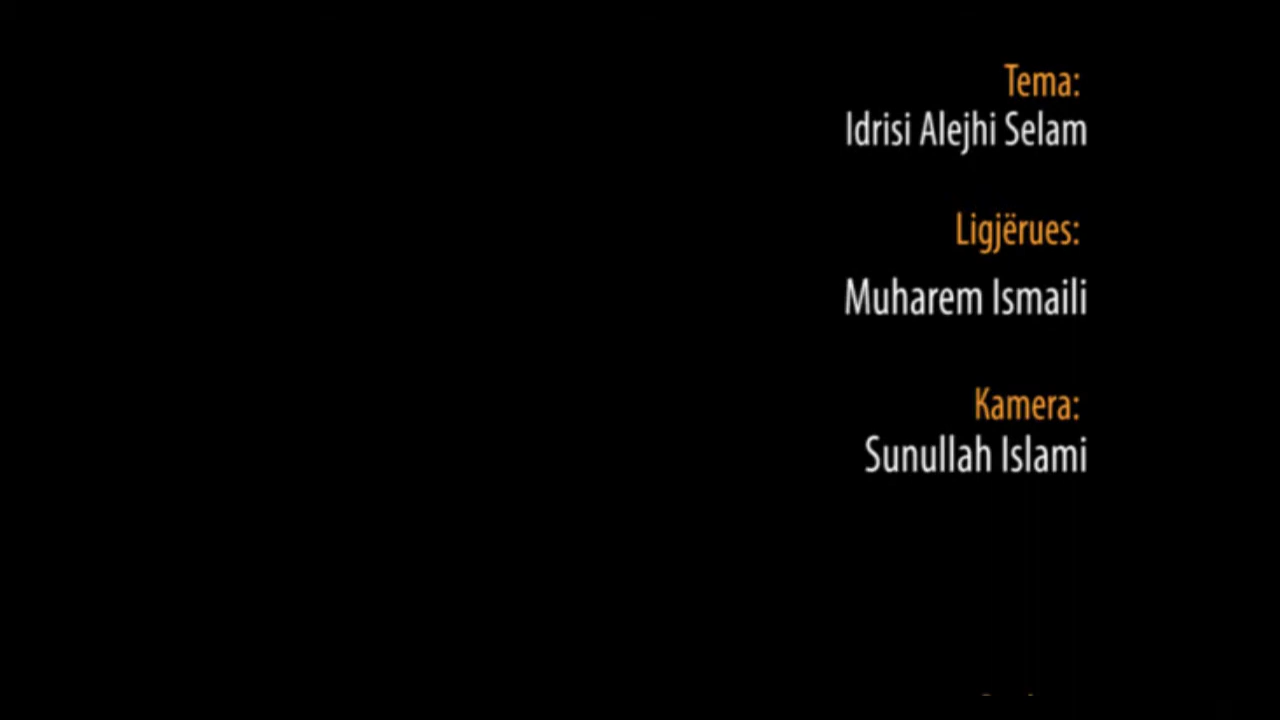 Tema:
Idrisi Alejhi Selam
Ligjërues:
Muharem Ismaili
Kamera:
Sunullah Islami